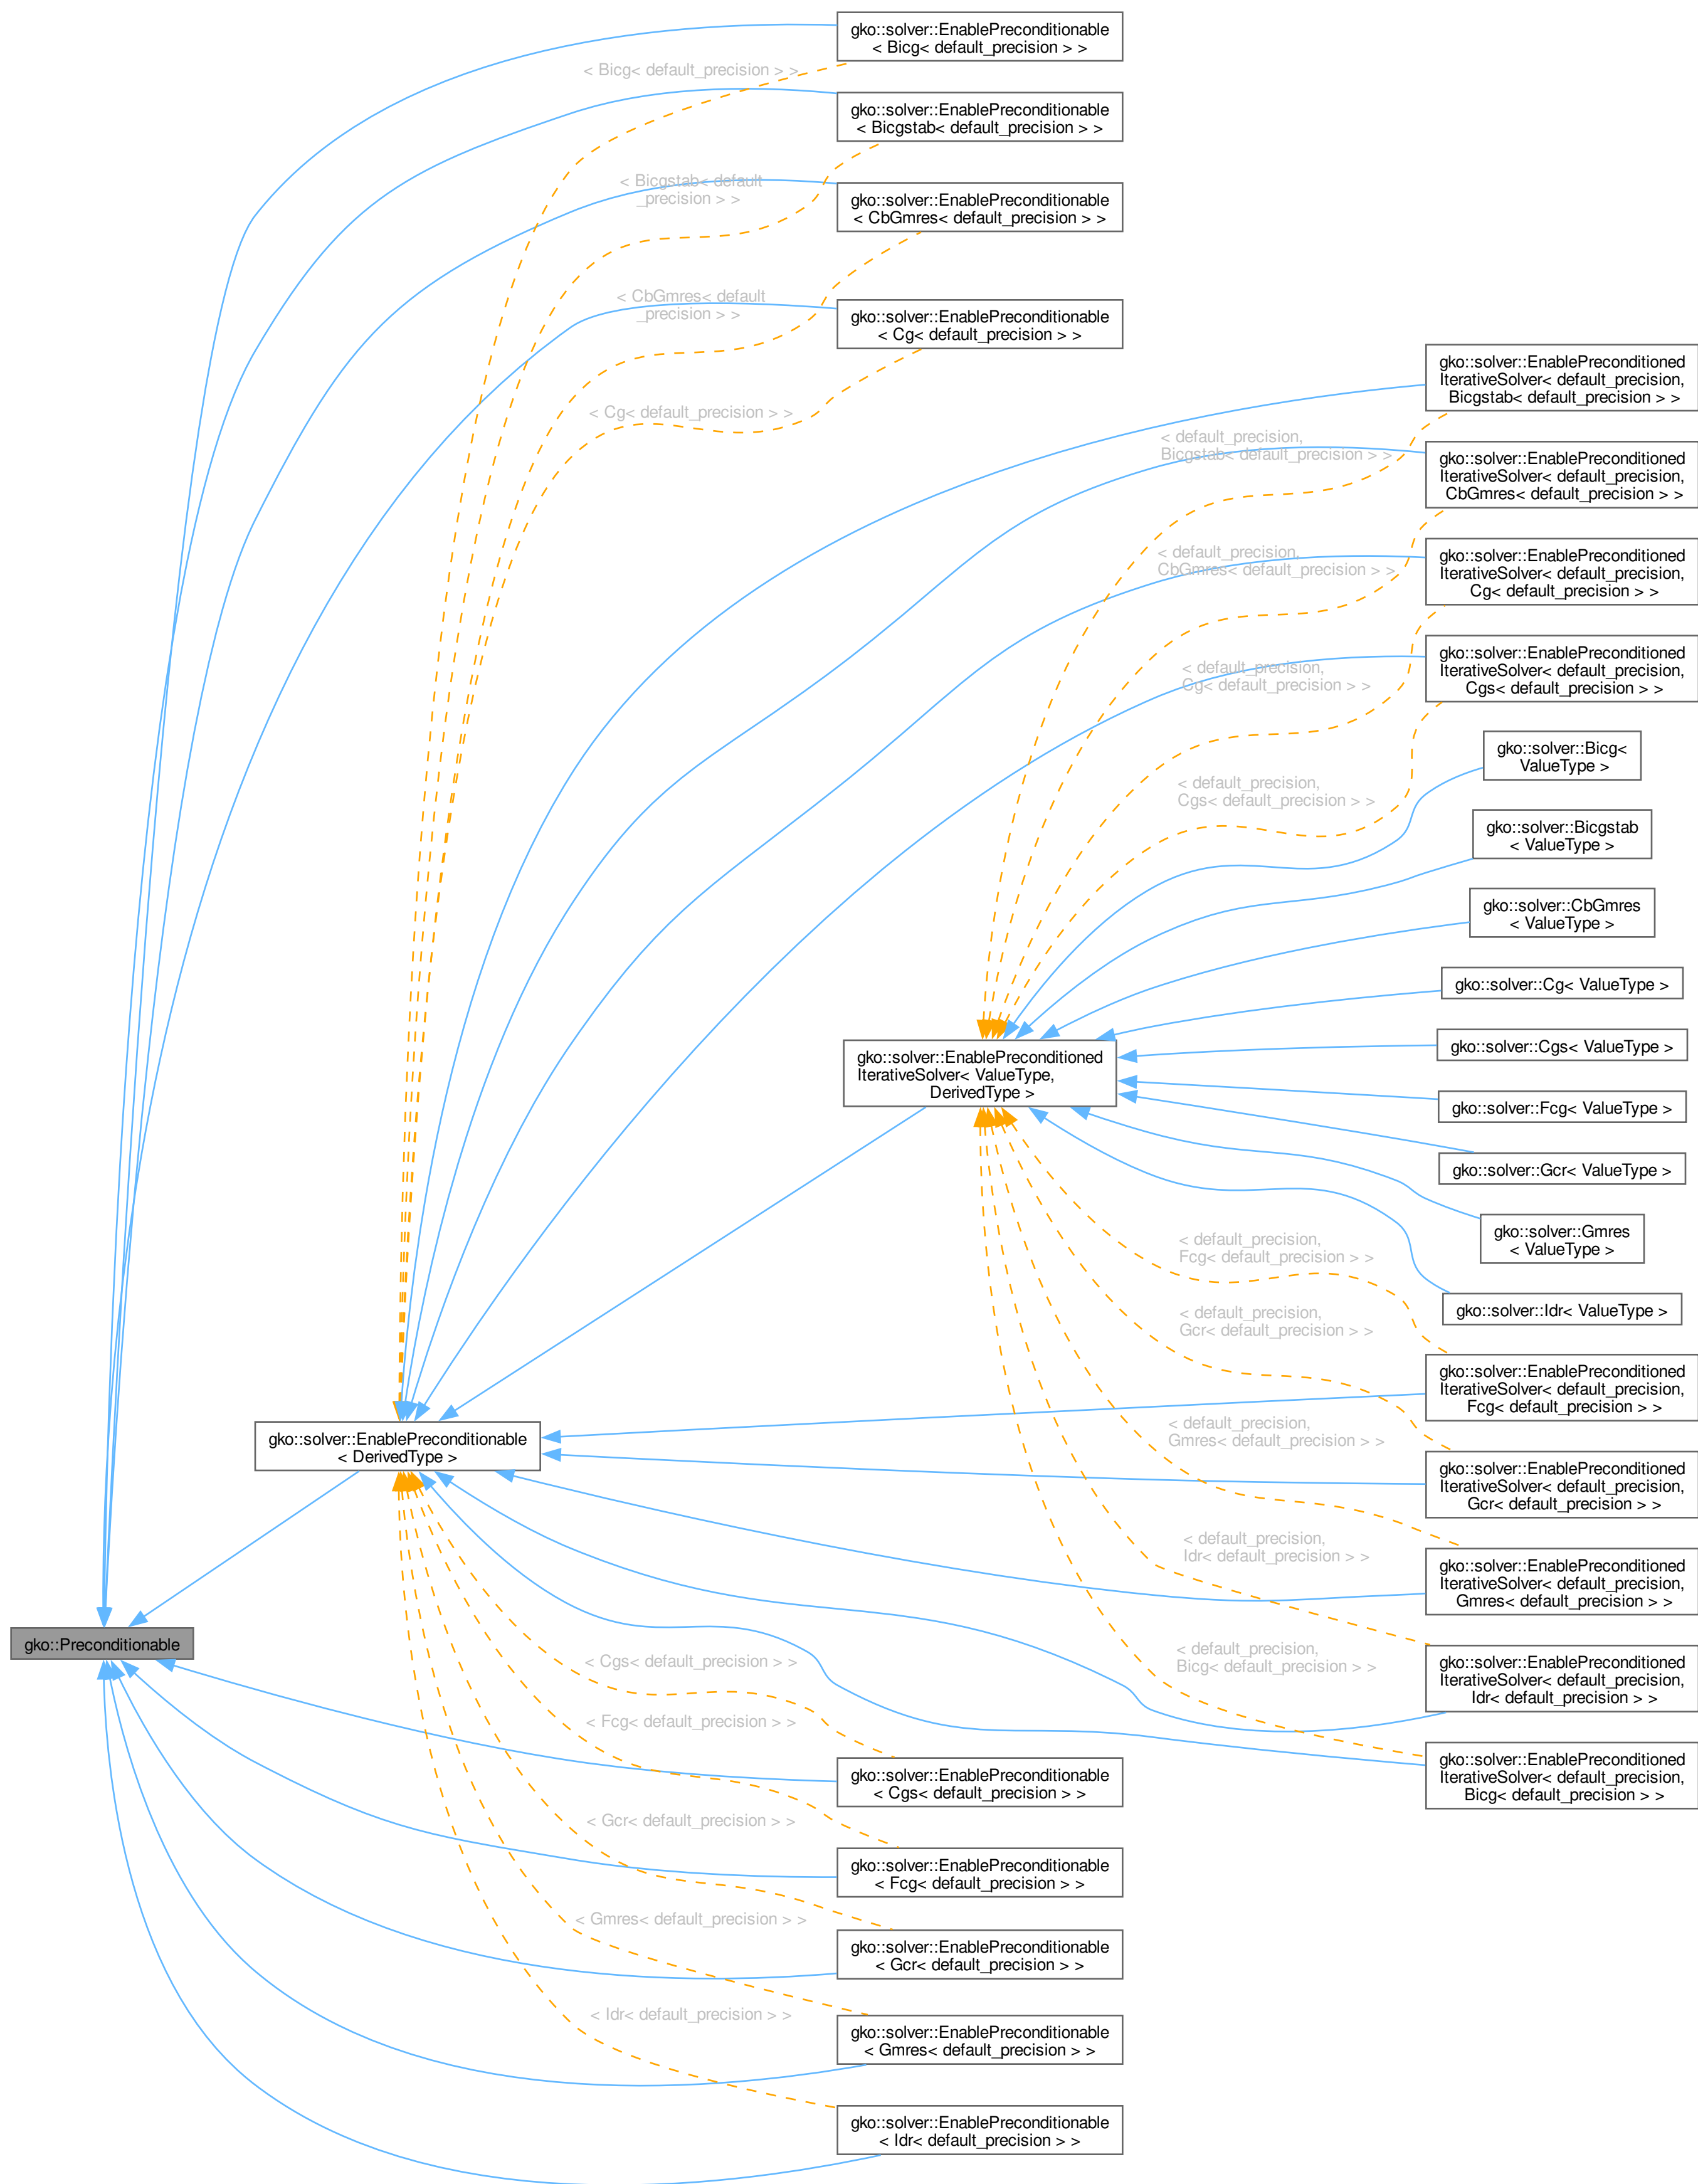 gko::solver::EnablePreconditionable
< Bicg< default_precision > >
< Bicg< default_precision > >
gko::solver::EnablePreconditionable
< Bicgstab< default_precision > >
< Bicgstab< default
_precision > >
gko::solver::EnablePreconditionable
< CbGmres< default_precision > >
< CbGmres< default
_precision > >
gko::solver::EnablePreconditionable
< Cg< default_precision > >
< Cg< default_precision > >
gko::solver::EnablePreconditioned
IterativeSolver< default_precision,
Bicgstab< default_precision > >
< default_precision,
Bicgstab< default_precision > >
gko::solver::EnablePreconditioned
IterativeSolver< default_precision,
CbGmres< default_precision > >
< default_precision,
CbGmres< default_precision > >
gko::solver::EnablePreconditioned
IterativeSolver< default_precision,
Cg< default_precision > >
< default_precision,
Cg< default_precision > >
gko::solver::EnablePreconditioned
IterativeSolver< default_precision,
Cgs< default_precision > >
< default_precision,
Cgs< default_precision > >
gko::solver::Bicg<
ValueType >
gko::solver::Bicgstab
< ValueType >
gko::solver::CbGmres
< ValueType >
gko::solver::Cg< ValueType >
gko::solver::EnablePreconditioned
IterativeSolver< ValueType,
DerivedType >
gko::solver::Cgs< ValueType >
gko::solver::Fcg< ValueType >
gko::solver::Gcr< ValueType >
gko::solver::Gmres
< ValueType >
< default_precision,
Fcg< default_precision > >
gko::solver::Idr< ValueType >
< default_precision,
Gcr< default_precision > >
gko::solver::EnablePreconditioned
IterativeSolver< default_precision,
Fcg< default_precision > >
< default_precision,
Gmres< default_precision > >
gko::solver::EnablePreconditionable
< DerivedType >
gko::solver::EnablePreconditioned
IterativeSolver< default_precision,
Gcr< default_precision > >
< default_precision,
Idr< default_precision > >
gko::solver::EnablePreconditioned
IterativeSolver< default_precision,
Gmres< default_precision > >
gko::Preconditionable
< default_precision,
Bicg< default_precision > >
gko::solver::EnablePreconditioned
IterativeSolver< default_precision,
Idr< default_precision > >
< Cgs< default_precision > >
< Fcg< default_precision > >
gko::solver::EnablePreconditioned
IterativeSolver< default_precision,
Bicg< default_precision > >
gko::solver::EnablePreconditionable
< Cgs< default_precision > >
< Gcr< default_precision > >
gko::solver::EnablePreconditionable
< Fcg< default_precision > >
< Gmres< default_precision > >
gko::solver::EnablePreconditionable
< Gcr< default_precision > >
< Idr< default_precision > >
gko::solver::EnablePreconditionable
< Gmres< default_precision > >
gko::solver::EnablePreconditionable
< Idr< default_precision > >